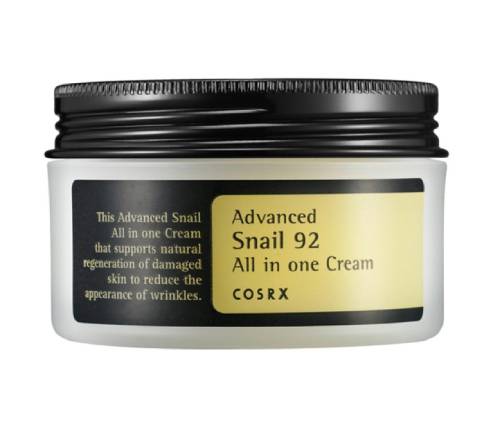 This Advanced Snail
All in one Cream
that supports natural
regeneration of damaged
skin to reduce the
appearance of wrinkles.
Advanced
Snail 92
All in one Cream
COSRX